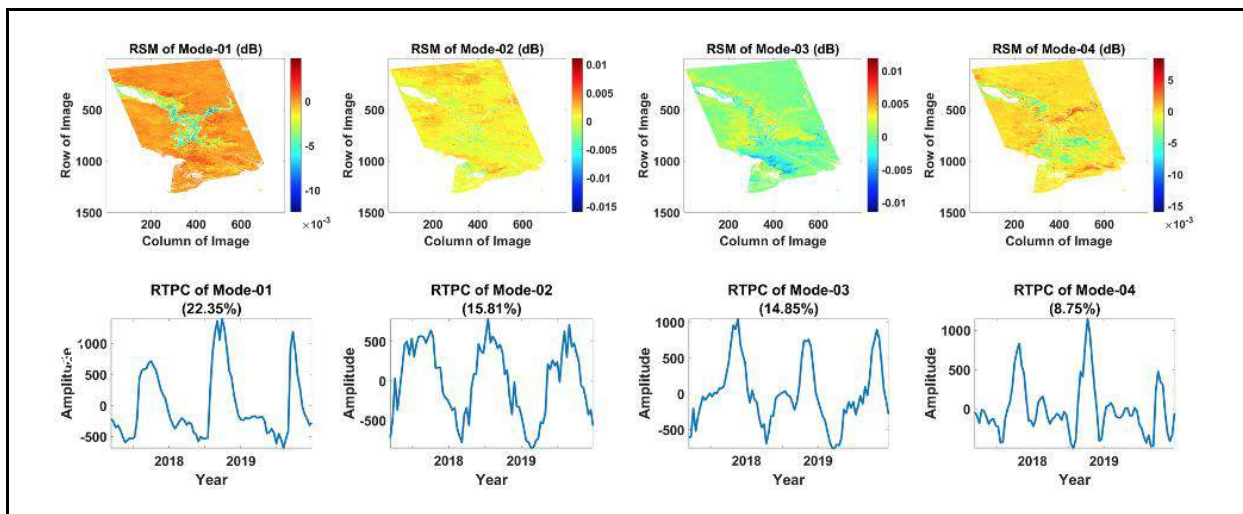 RSM of Mode-01 (dB)
Row of Image
500
1000
1500
200 400 600
Column of Image
0
-5
-10
×10⁻³
RSM of Mode-02 (dB)
Row of Image
500
1000
1500
200 400 600
Column of Image
0.01
0.005
0
-0.005
-0.01
-0.015
RSM of Mode-03 (dB)
Row of Image
500
1000
1500
200 400 600
Column of Image
0.01
0.005
0
-0.005
-0.01
RSM of Mode-04 (dB)
Row of Image
500
1000
1500
200 400 600
Column of Image
5
0
-5
-10
-15
×10⁻³
RTPC of Mode-01
(22.35%)
Amplitude
1000
500
0
-500
2018 2019
Year
RTPC of Mode-02
(15.81%)
Amplitude
500
0
-500
2018 2019
Year
RTPC of Mode-03
(14.85%)
Amplitude
1000
500
0
-500
2018 2019
Year
RTPC of Mode-04
(8.75%)
Amplitude
1000
500
0
2018 2019
Year